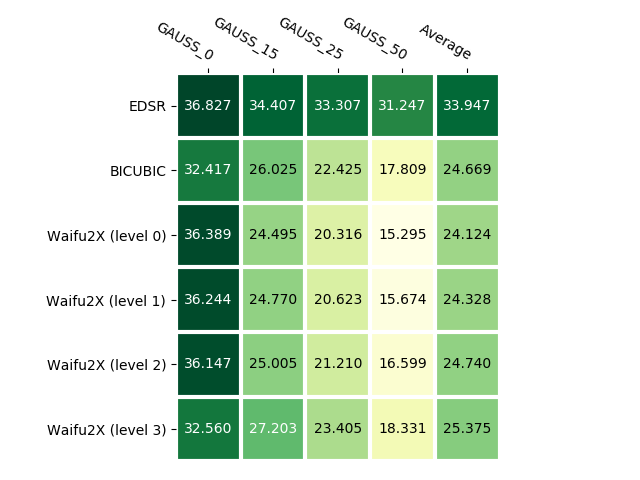 GAUSS_0 GAUSS_15 GAUSS_25 GAUSS_50 Average
EDSR 36.827 34.407 33.307 31.247 33.947
BICUBIC 32.417 26.025 22.425 17.809 24.669
Waifu2X (level 0) 36.389 24.495 20.316 15.295 24.124
Waifu2X (level 1) 36.244 24.770 20.623 15.674 24.328
Waifu2X (level 2) 36.147 25.005 21.210 16.599 24.740
Waifu2X (level 3) 32.560 27.203 23.405 18.331 25.375